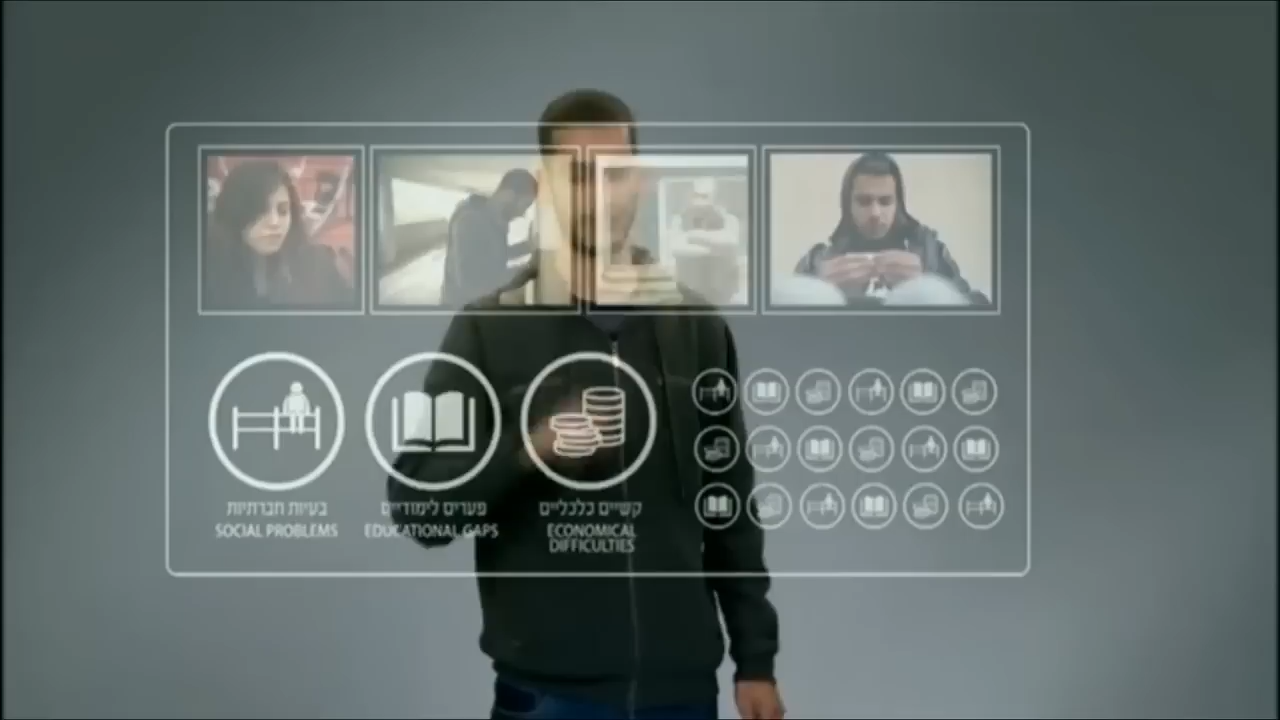 בעיות חברתיות
SOCIAL PROBLEMS
פערים לימודיים
EDUCATIONAL GAPS
קשיים כלכליים
ECONOMICAL
DIFFICULTIES